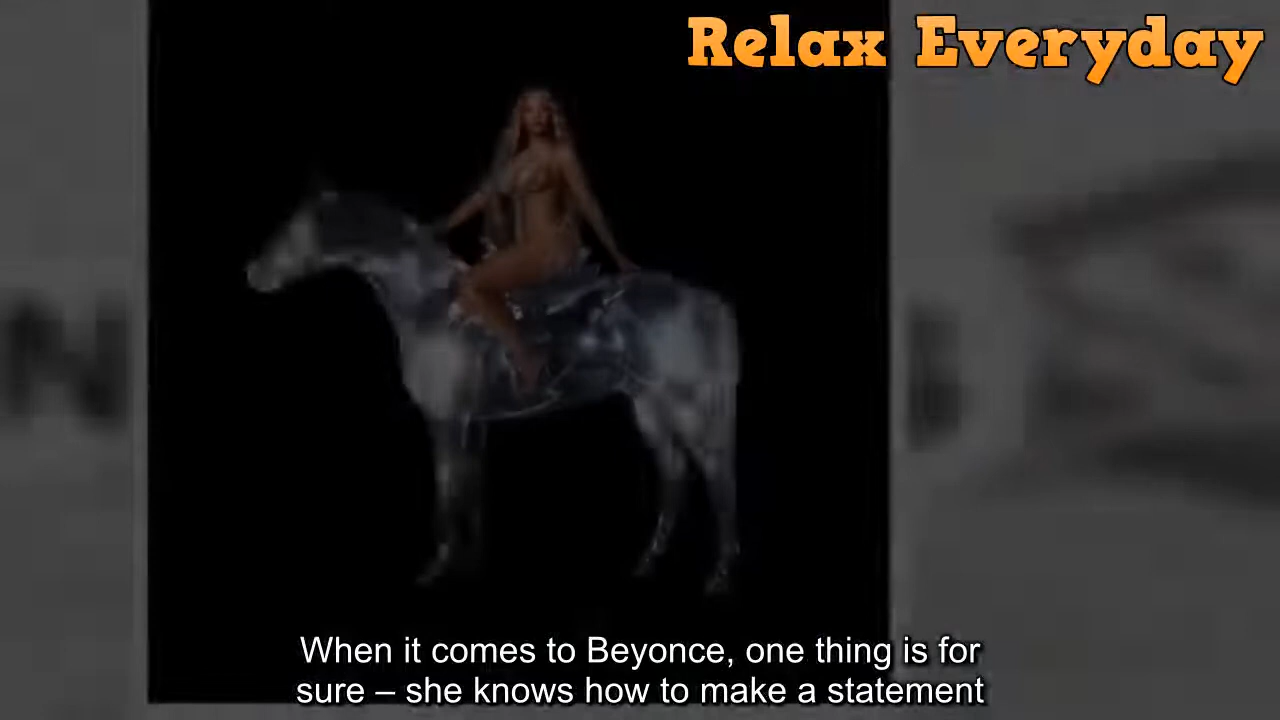 Relax Everyday
When it comes to Beyonce, one thing is for
sure – she knows how to make a statement